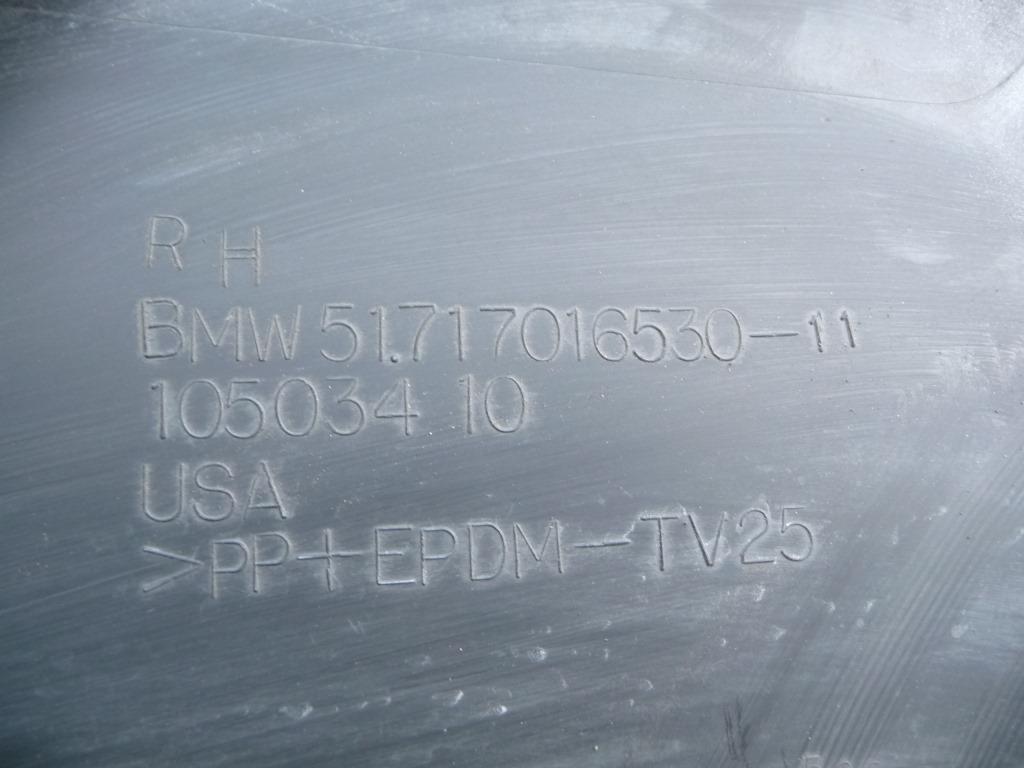 RH
BMW 51.717016530-11
105034 10
USA
>PP+EPDM-TV25